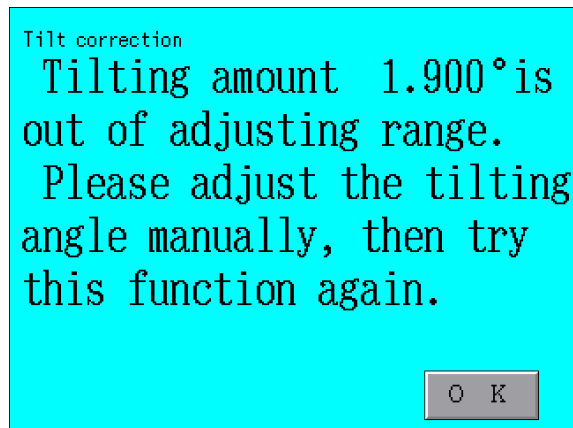 Tilt correction
Tilting amount 1.900°is
out of adjusting range.
Please adjust the tilting
angle manually, then try
this function again.
O K